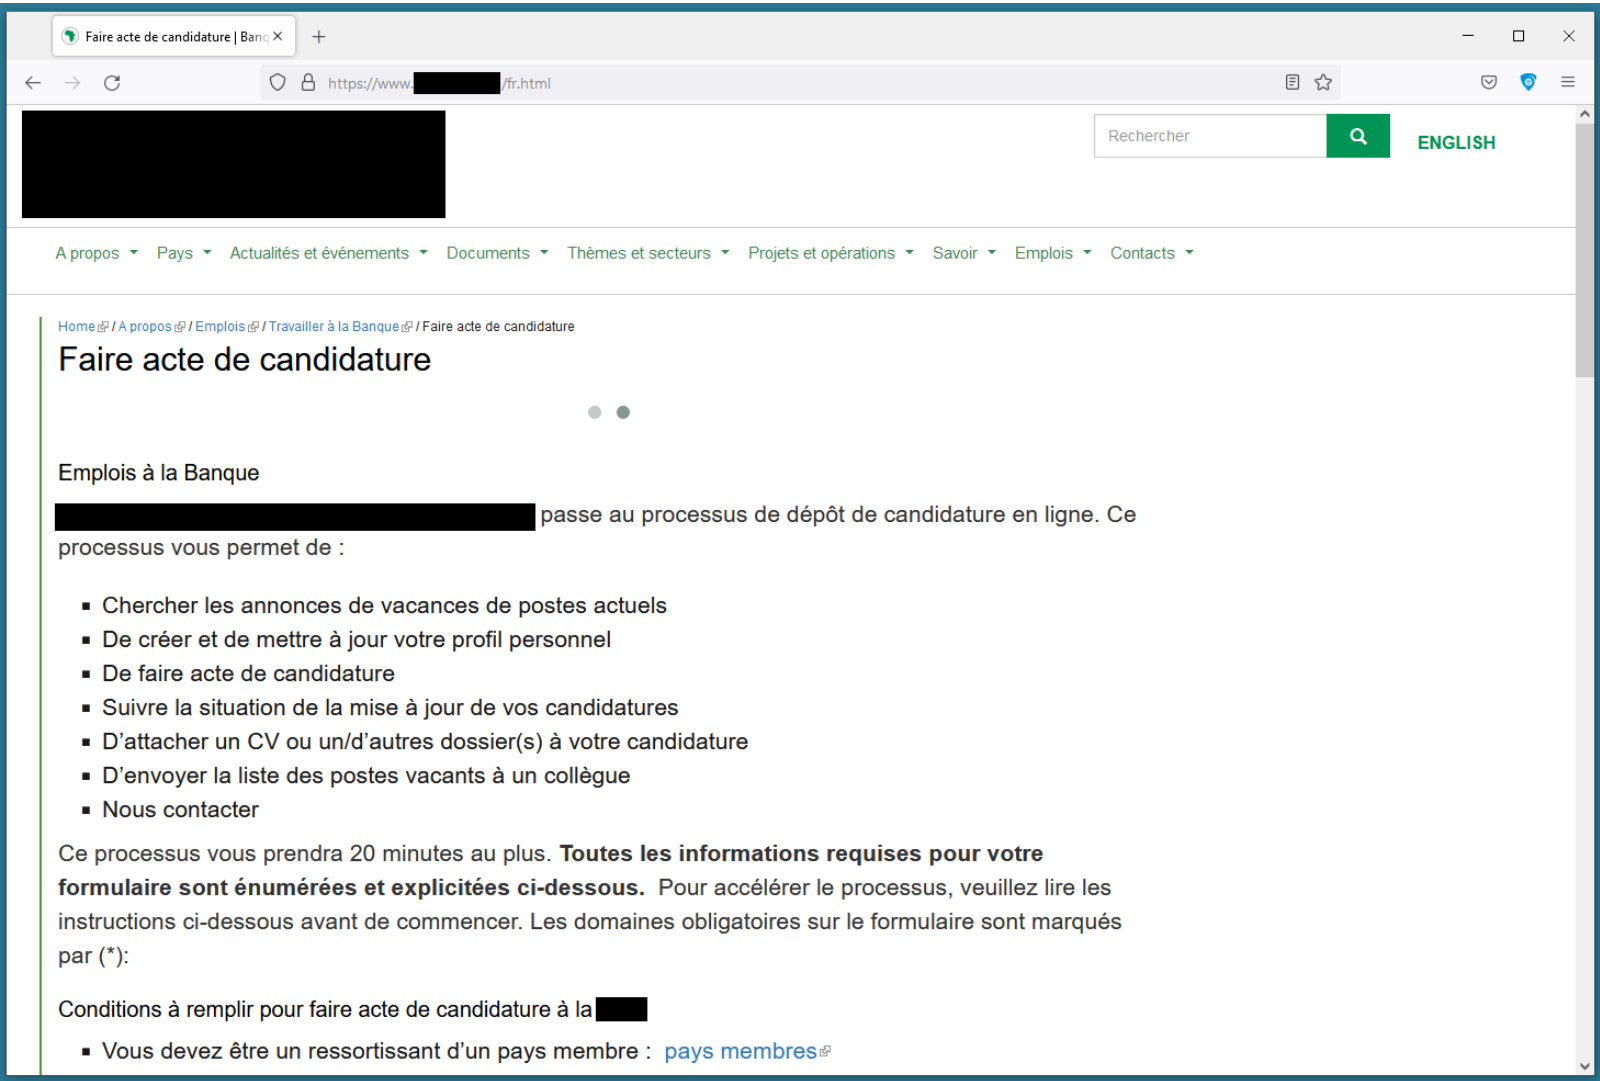 Faire acte de candidature | Banq
https://www. /fr.html
Rechercher
ENGLISH
A propos Pays Actualités et événements Documents Thèmes et secteurs Projets et opérations Savoir Emplois Contacts
Home / A propos / Emplois / Travailler à la Banque / Faire acte de candidature
Faire acte de candidature
Emplois à la Banque
passe au processus de dépôt de candidature en ligne. Ce
processus vous permet de :
▪ Chercher les annonces de vacances de postes actuels
▪ De créer et de mettre à jour votre profil personnel
▪ De faire acte de candidature
▪ Suivre la situation de la mise à jour de vos candidatures
▪ D’attacher un CV ou un/d’autres dossier(s) à votre candidature
▪ D’envoyer la liste des postes vacants à un collègue
▪ Nous contacter
Ce processus vous prendra 20 minutes au plus. Toutes les informations requises pour votre
formulaire sont énumérées et explicitées ci-dessous. Pour accélérer le processus, veuillez lire les
instructions ci-dessous avant de commencer. Les domaines obligatoires sur le formulaire sont marqués
par (*):
Conditions à remplir pour faire acte de candidature à la
▪ Vous devez être un ressortissant d’un pays membre : pays membres